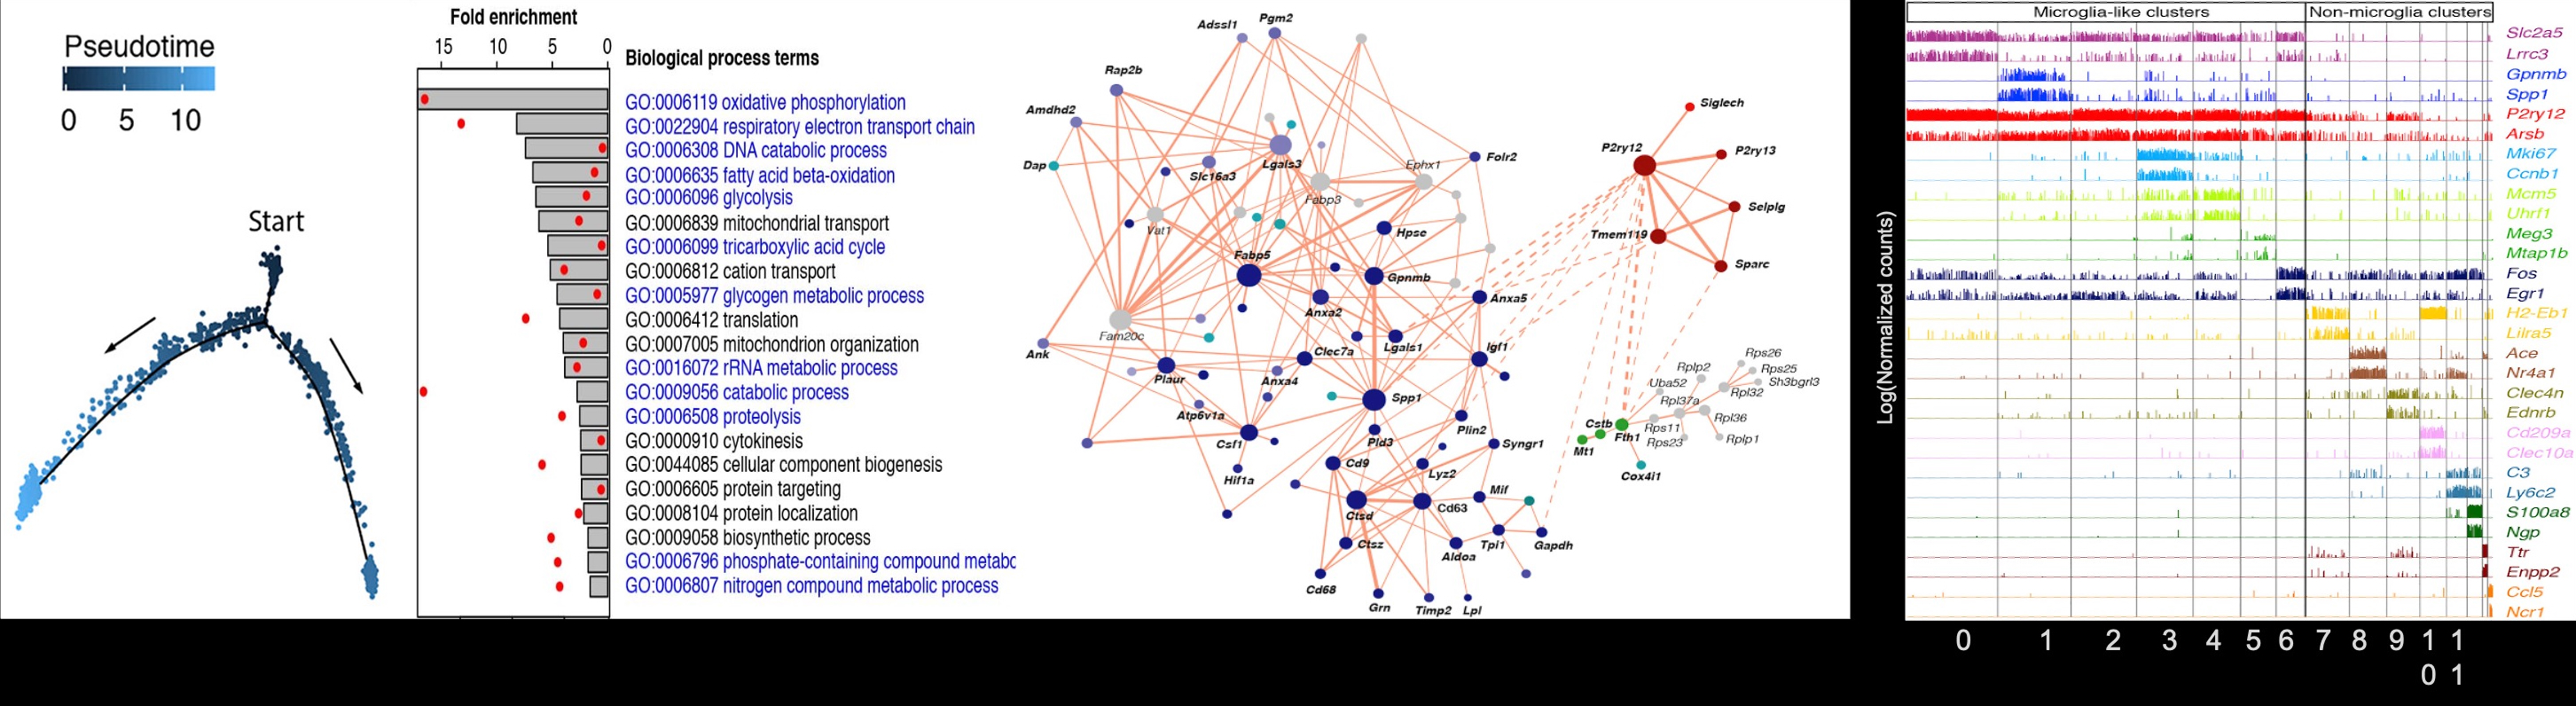 Pseudotime
0 5 10
Start
Fold enrichment
15 10 5 0
Biological process terms
GO:0006119 oxidative phosphorylation
GO:0022904 respiratory electron transport chain
GO:0006308 DNA catabolic process
GO:0006635 fatty acid beta-oxidation
GO:0006096 glycolysis
GO:0006839 mitochondrial transport
GO:0006099 tricarboxylic acid cycle
GO:0006812 cation transport
GO:0005977 glycogen metabolic process
GO:0006412 translation
GO:0007005 mitochondrion organization
GO:0016072 rRNA metabolic process
GO:0009056 catabolic process
GO:0006508 proteolysis
GO:0000910 cytokinesis
GO:0044085 cellular component biogenesis
GO:0006605 protein targeting
GO:0008104 protein localization
GO:0009058 biosynthetic process
GO:0006796 phosphate-containing compound metabc
GO:0006807 nitrogen compound metabolic process
Adssl1
Pgm2
Rap2b
Amdhd2
Dap
Lgals3
Slc16a3
Ephx1
Folr2
Fabp3
Vat1
Hpse
Fabp5
Gpnmb
Anxa5
Anxa2
Fam20c
Ank
Lgals1
Igf1
Clec7a
Plaur
Anxa4
Spp1
Atp6v1a
Plin2
Csf1
Pld3
Syngr1
Cd9
Lyz2
Hif1a
Mif
Ctsd
Cd63
Ctsz
Aldoa
Tpi1
Gapdh
Cd68
Grn
Timp2
Lpl
Siglech
P2ry12
P2ry13
Selplg
Tmem119
Sparc
Rps26
Rplp2
Rps25
Uba52
Sh3bgrl3
Rpl32
Rpl37a
Rpl36
Cstb
Fth1
Rps11
Rps23
Rplp1
Mt1
Cox4i1
Microglia-like clusters
Non-microglia clusters
Log(Normalized counts)
Slc2a5
Lrrc3
Gpnmb
Spp1
P2ry12
Arsb
Mki67
Ccnb1
Mcm5
Uhrf1
Meg3
Mtap1b
Fos
Egr1
H2-Eb1
Lilra5
Ace
Nr4a1
Clec4n
Ednrb
Cd209a
Clec10a
C3
Ly6c2
S100a8
Ngp
Ttr
Enpp2
Ccl5
Ncr1
0 1 2 3 4 5 6 7 8 9 1 1
0 1